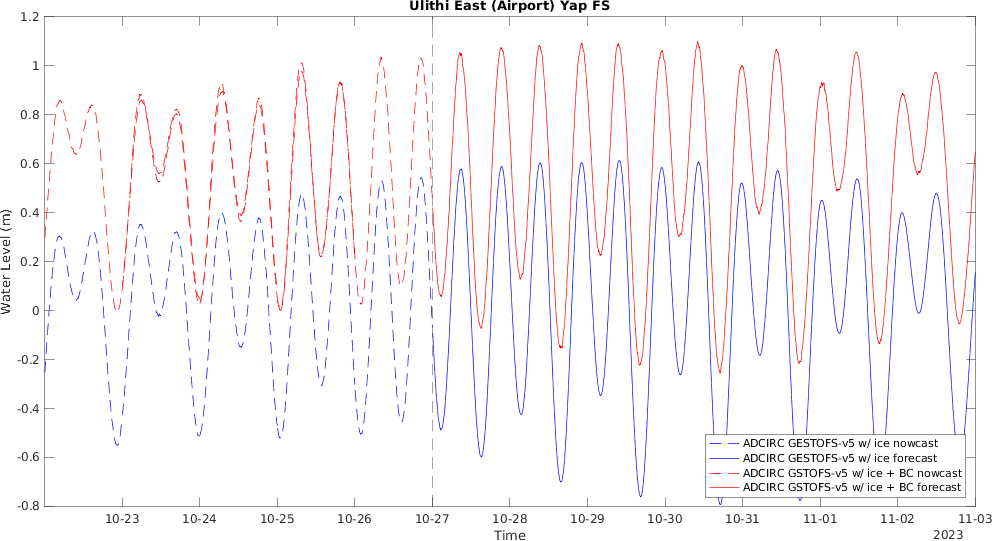 Ulithi East (Airport) Yap FS
Water Level (m)
1.2
1
0.8
0.6
0.4
0.2
0
-0.2
-0.4
-0.6
-0.8
ADCIRC GESTOFS-v5 w/ ice nowcast
ADCIRC GESTOFS-v5 w/ ice forecast
ADCIRC GSTOFS-v5 w/ ice + BC nowcast
ADCIRC GSTOFS-v5 w/ ice + BC forecast
10-23 10-24 10-25 10-26 10-27 10-28 10-29 10-30 10-31 11-01 11-02 11-03
Time
2023